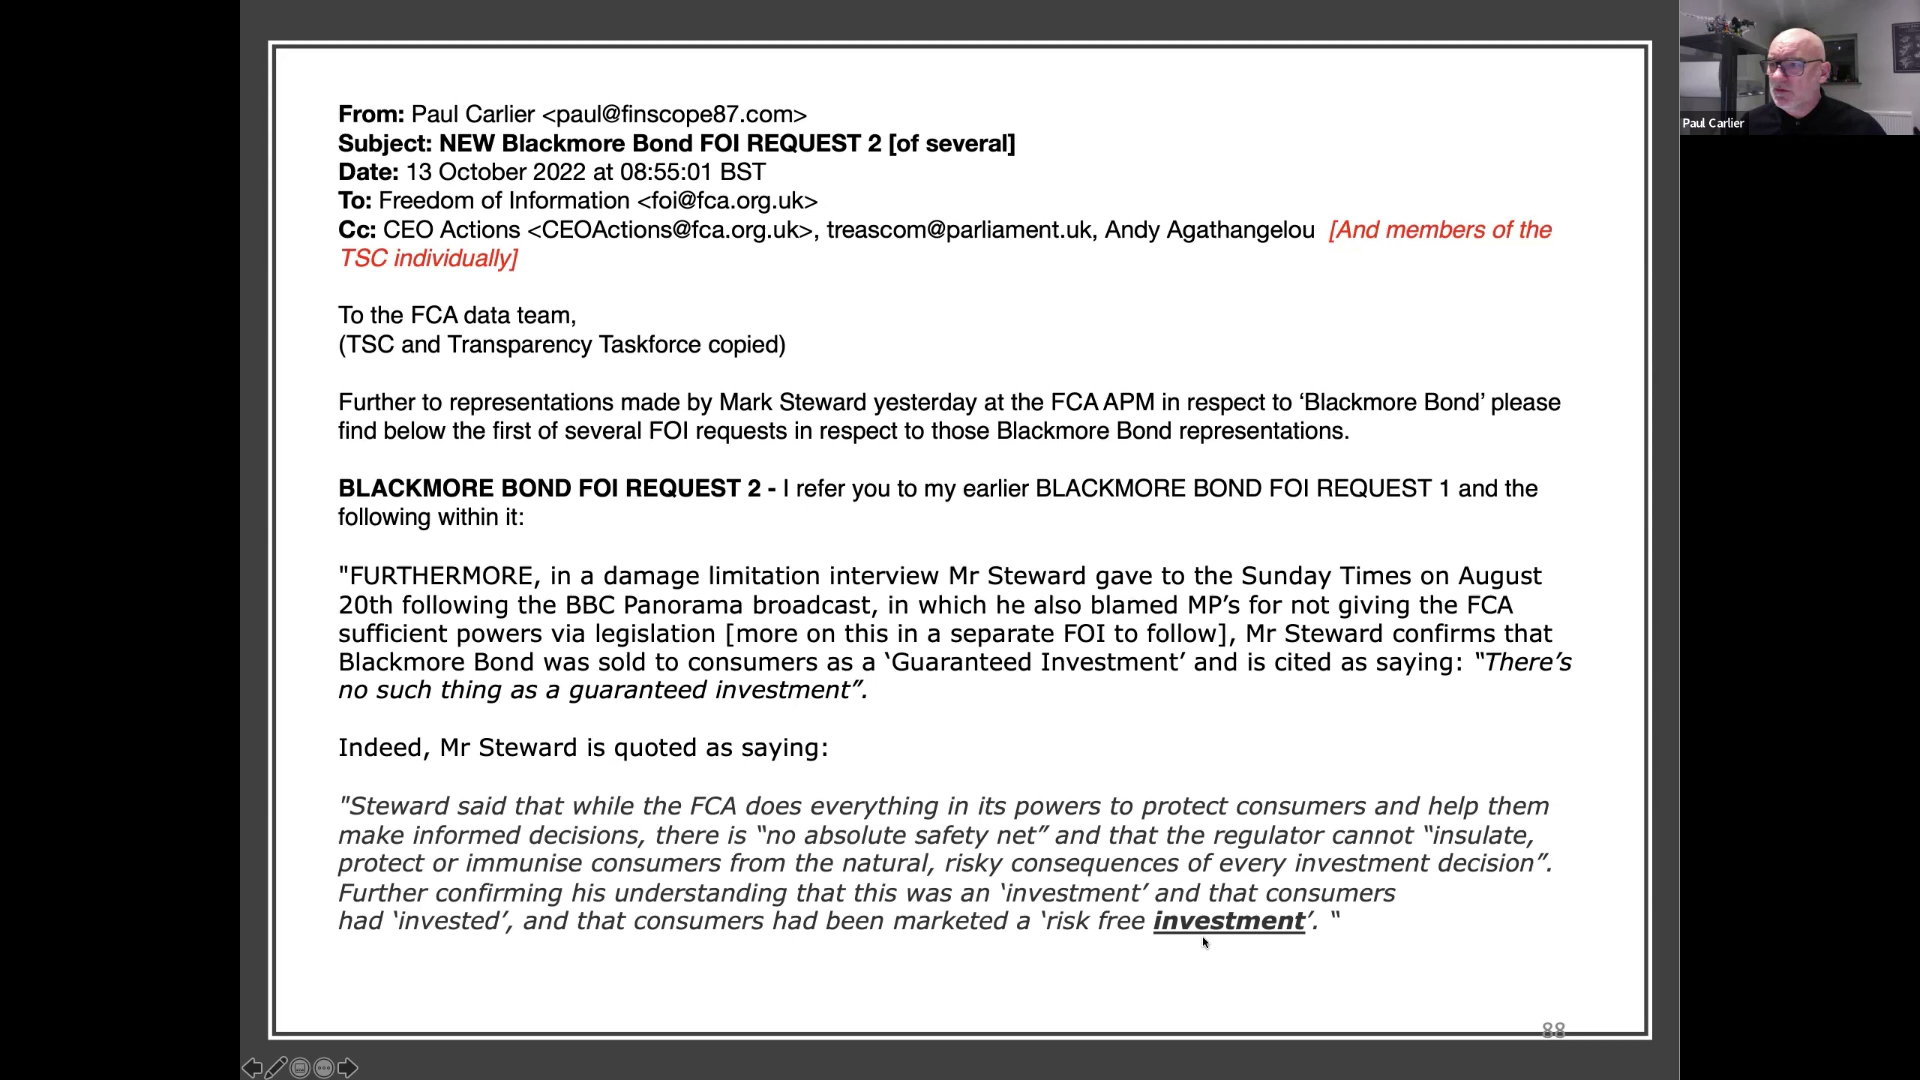 From: Paul Carlier <paul@finscope87.com>
Subject: NEW Blackmore Bond FOI REQUEST 2 [of several]
Date: 13 October 2022 at 08:55:01 BST
To: Freedom of Information <foi@fca.org.uk>
Cc: CEO Actions <CEOActions@fca.org.uk>, treascom@parliament.uk, Andy Agathangelou [And members of the
TSC individually]
To the FCA data team,
(TSC and Transparency Taskforce copied)
Further to representations made by Mark Steward yesterday at the FCA APM in respect to ‘Blackmore Bond’ please
find below the first of several FOI requests in respect to those Blackmore Bond representations.
BLACKMORE BOND FOI REQUEST 2 - I refer you to my earlier BLACKMORE BOND FOI REQUEST 1 and the
following within it:
"FURTHERMORE, in a damage limitation interview Mr Steward gave to the Sunday Times on August
20th following the BBC Panorama broadcast, in which he also blamed MP’s for not giving the FCA
sufficient powers via legislation [more on this in a separate FOI to follow], Mr Steward confirms that
Blackmore Bond was sold to consumers as a ‘Guaranteed Investment’ and is cited as saying: “There’s
no such thing as a guaranteed investment”.
Indeed, Mr Steward is quoted as saying:
"Steward said that while the FCA does everything in its powers to protect consumers and help them
make informed decisions, there is “no absolute safety net” and that the regulator cannot “insulate,
protect or immunise consumers from the natural, risky consequences of every investment decision”.
Further confirming his understanding that this was an ‘investment’ and that consumers
had ‘invested’, and that consumers had been marketed a ‘risk free investment’. “
88
Paul Carlier